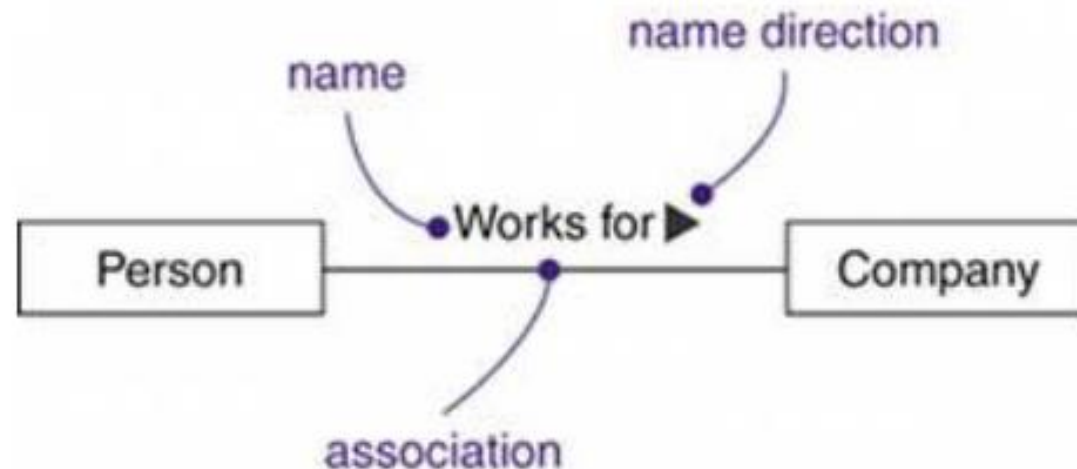 name direction
name
Works for
Person
Company
association